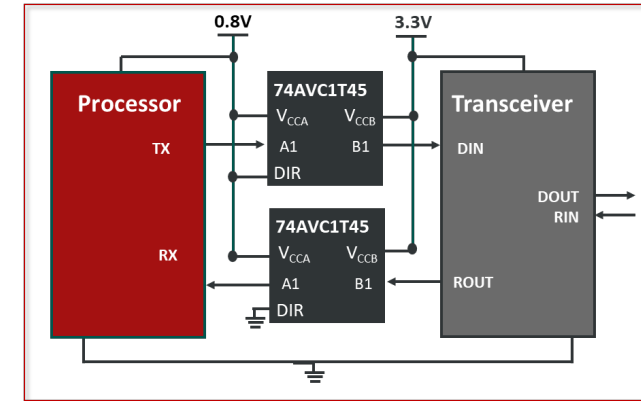 0.8V
3.3V
Processor
TX
RX
74AVC1T45
VCCA
VCCB
A1
B1
DIR
74AVC1T45
VCCA
VCCB
A1
B1
DIR
Transceiver
DIN
DOUT
RIN
ROUT